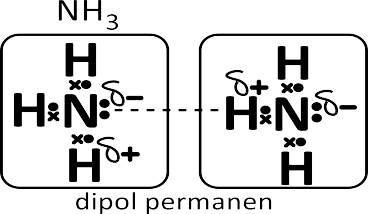 NH₃
H H
δ− δ+
H N H N δ−
δ+
H H
dipol permanen